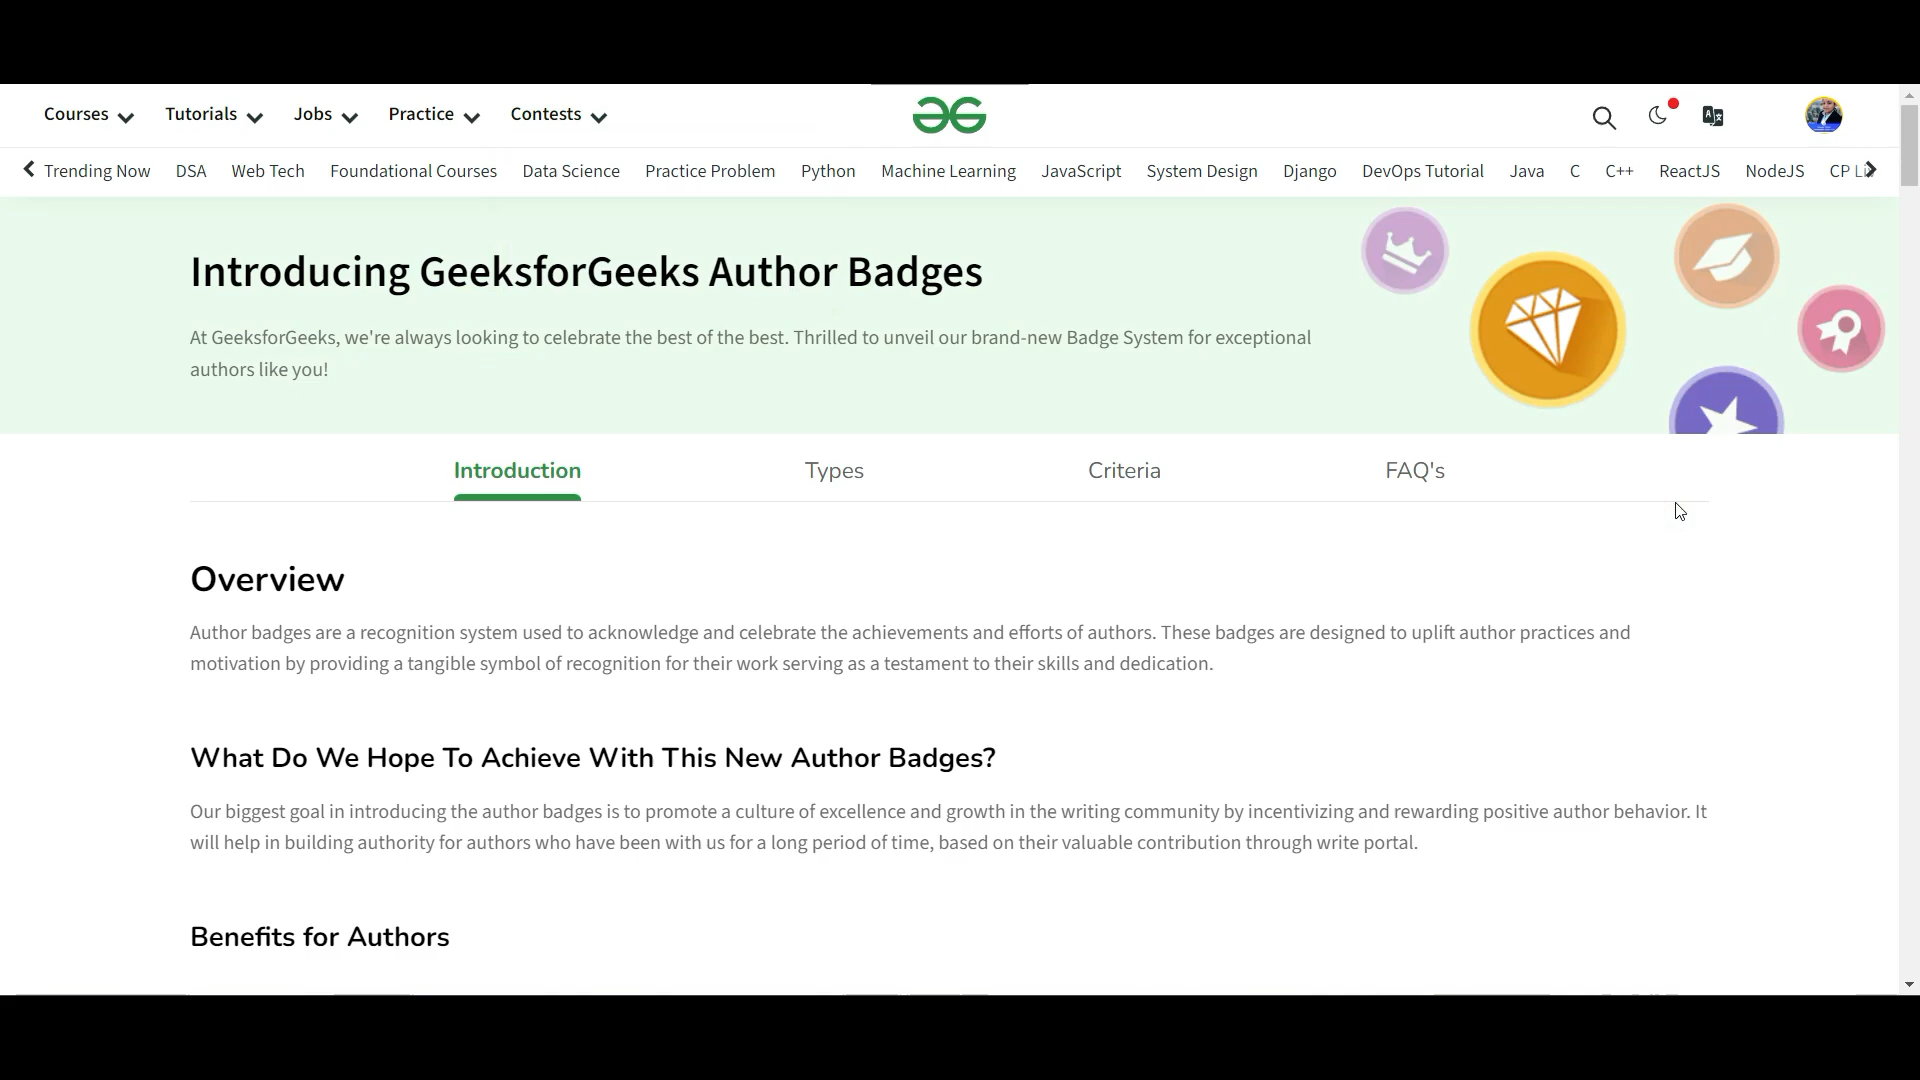 Courses Tutorials Jobs Practice Contests
Trending Now DSA Web Tech Foundational Courses Data Science Practice Problem Python Machine Learning JavaScript System Design Django DevOps Tutorial Java C C++ ReactJS NodeJS CP
Introducing GeeksforGeeks Author Badges
At GeeksforGeeks, we're always looking to celebrate the best of the best. Thrilled to unveil our brand-new Badge System for exceptional
authors like you!
Introduction Types Criteria FAQ's
Overview
Author badges are a recognition system used to acknowledge and celebrate the achievements and efforts of authors. These badges are designed to uplift author practices and
motivation by providing a tangible symbol of recognition for their work serving as a testament to their skills and dedication.
What Do We Hope To Achieve With This New Author Badges?
Our biggest goal in introducing the author badges is to promote a culture of excellence and growth in the writing community by incentivizing and rewarding positive author behavior. It
will help in building authority for authors who have been with us for a long period of time, based on their valuable contribution through write portal.
Benefits for Authors